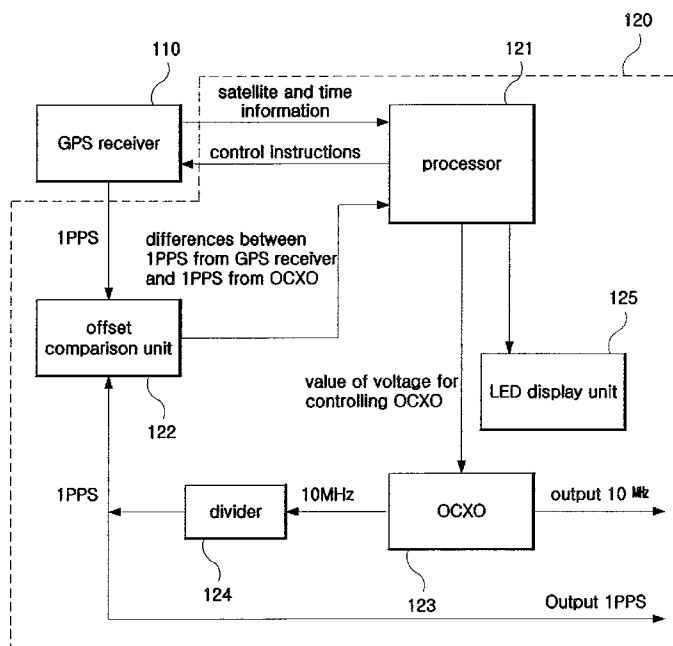 110
121
120
satellite and time
information
GPS receiver
control instructions
processor
1PPS
differences between
1PPS from GPS receiver
and 1PPS from OCXO
offset
comparison unit
122
125
LED display unit
value of voltage for
controlling OCXO
1PPS
divider
124
10MHz
OCXO
123
output 10 ㎒
Output 1PPS